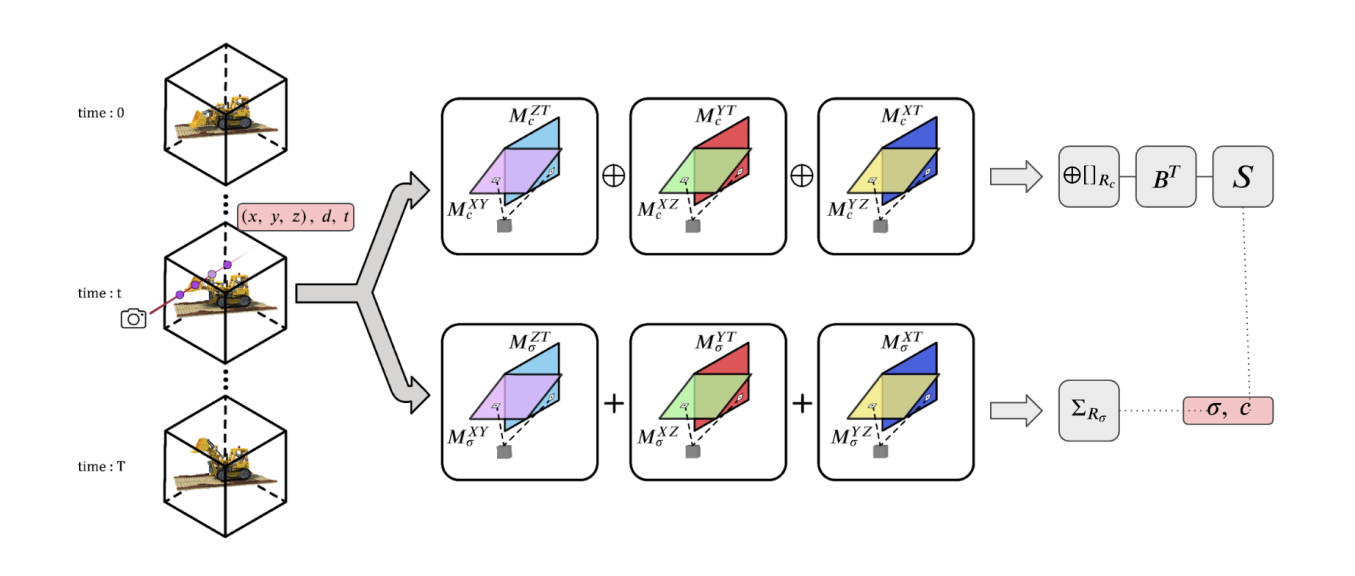 time : 0
(x, y, z), d, t
time : t
time : T
M_c^{ZT}
M_c^{XY}
⊕
M_c^{YT}
M_c^{XZ}
⊕
M_c^{XT}
M_c^{YZ}
⊕[]_{R_c}
B^T
S
M_σ^{ZT}
M_σ^{XY}
+
M_σ^{YT}
M_σ^{XZ}
+
M_σ^{XT}
M_σ^{YZ}
Σ_{R_σ}
σ, c